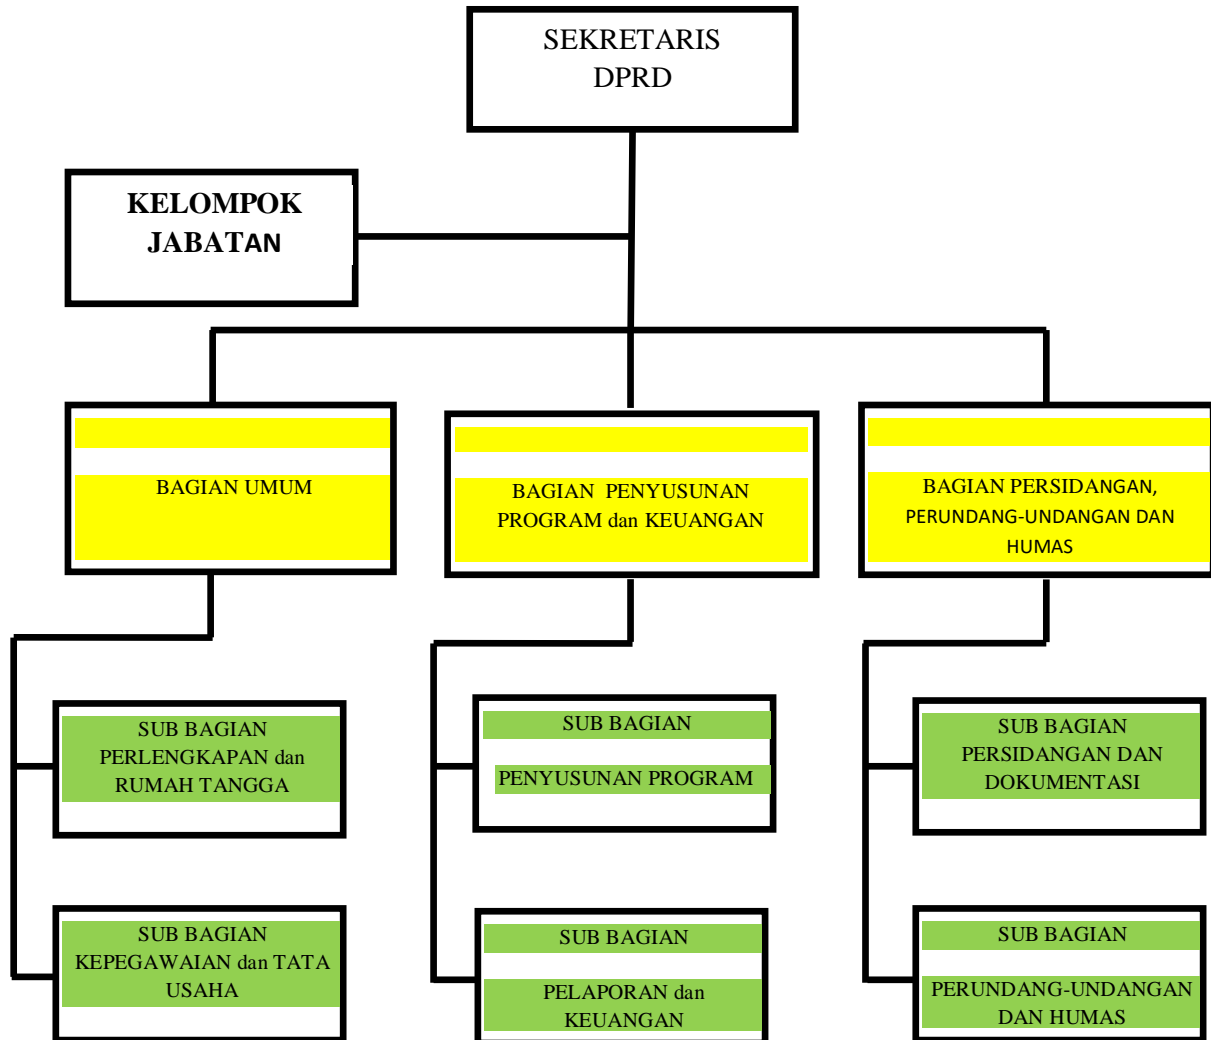 SEKRETARIS
DPRD
KELOMPOK
JABATAN
BAGIAN UMUM
BAGIAN PENYUSUNAN
PROGRAM dan KEUANGAN
BAGIAN PERSIDANGAN,
PERUNDANG-UNDANGAN DAN
HUMAS
SUB BAGIAN
PERLENGKAPAN dan
RUMAH TANGGA
SUB BAGIAN
PENYUSUNAN PROGRAM
SUB BAGIAN
PERSIDANGAN DAN
DOKUMENTASI
SUB BAGIAN
KEPEGAWAIAN dan TATA
USAHA
SUB BAGIAN
PELAPORAN dan
KEUANGAN
SUB BAGIAN
PERUNDANG-UNDANGAN
DAN HUMAS